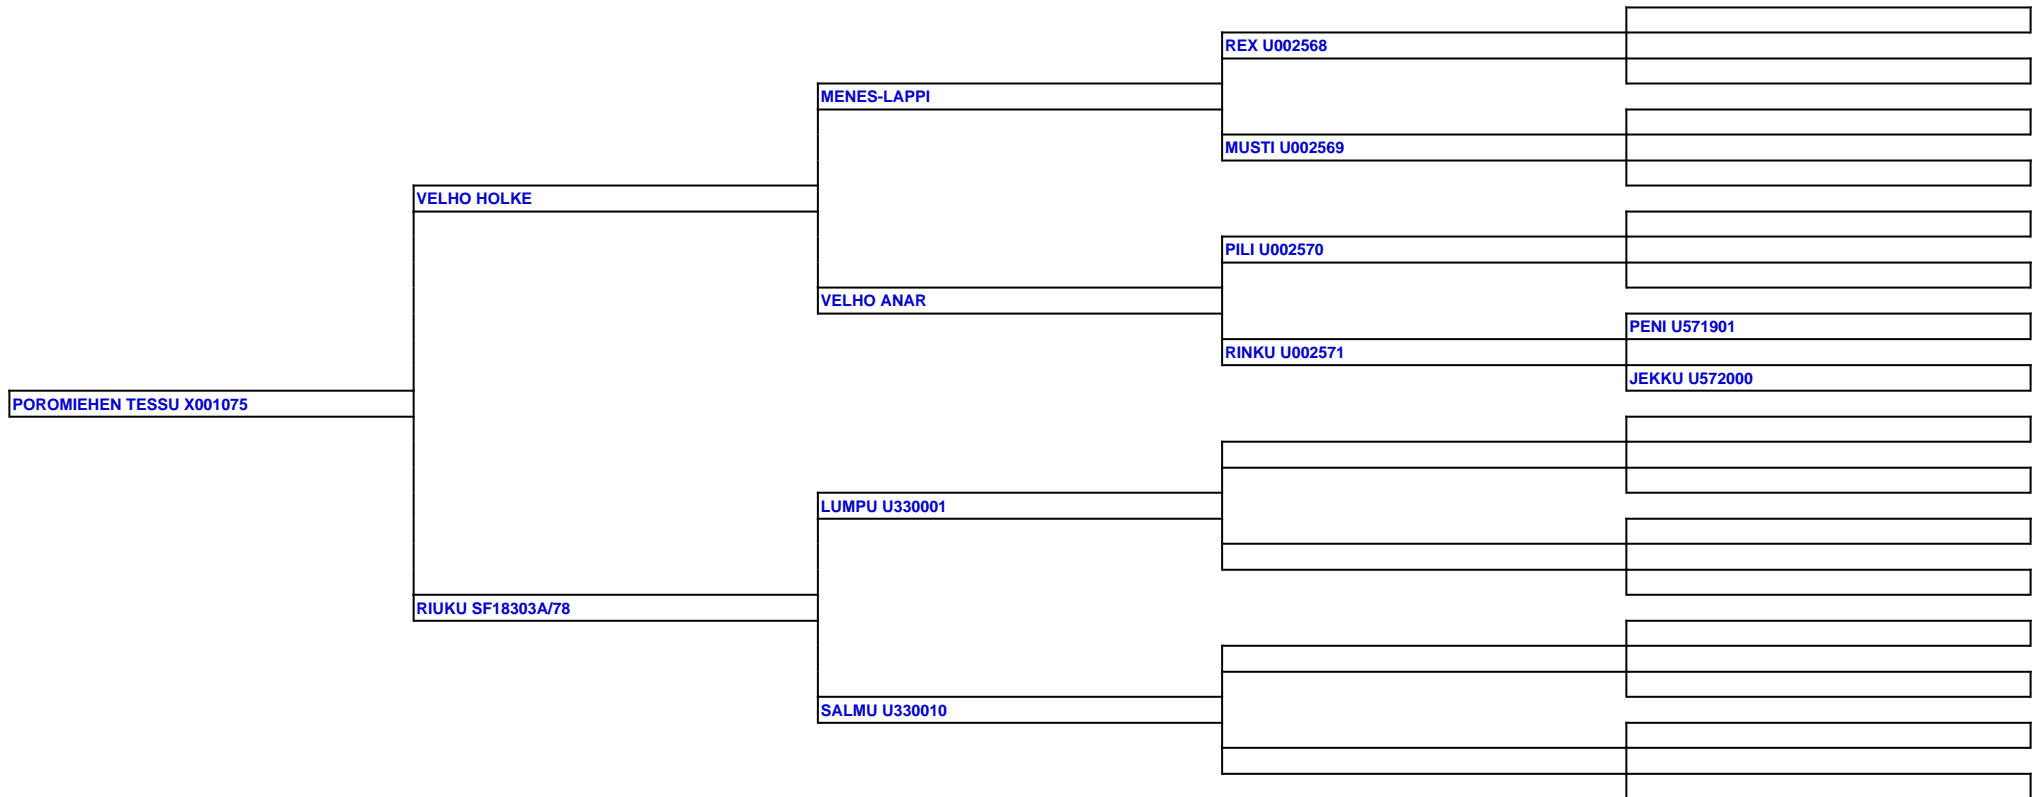 REX U002568
MENES-LAPPI
MUSTI U002569
VELHO HOLKE
PILI U002570
VELHO ANAR
PENI U571901
RINKU U002571
JEKKU U572000
POROMIEHEN TESSU X001075
LUMPU U330001
RIUKU SF18303A/78
SALMU U330010